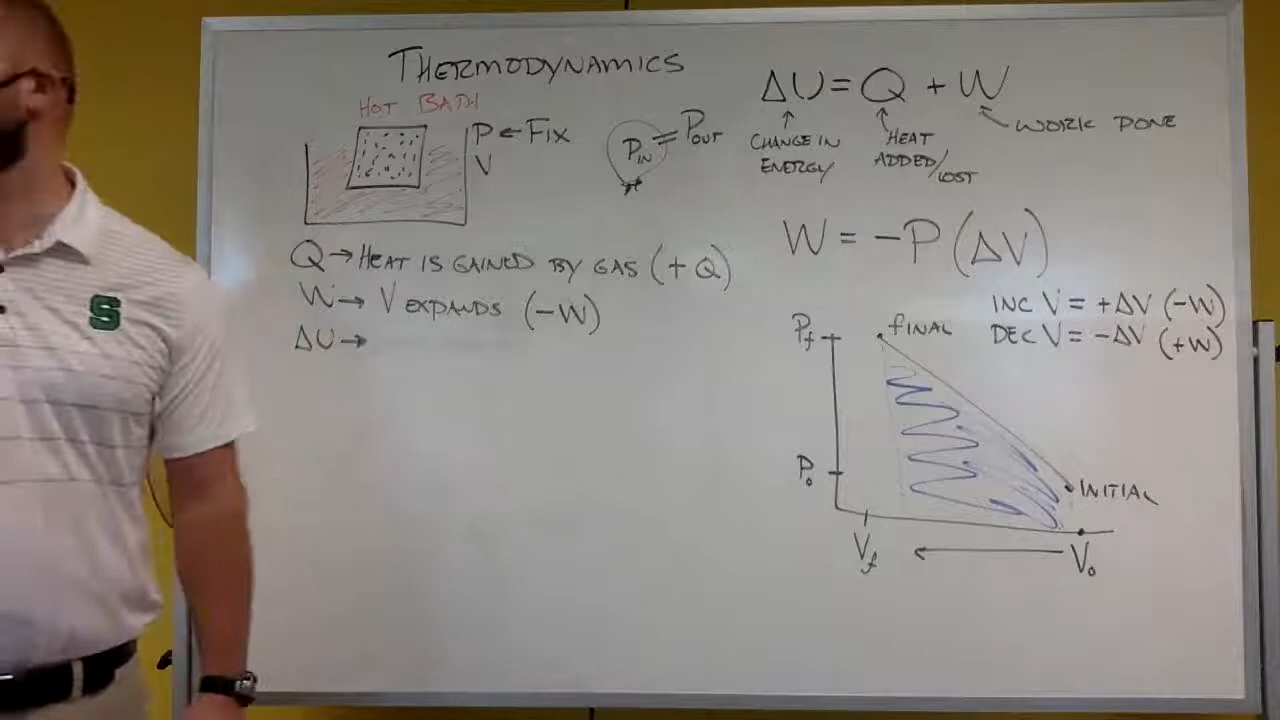 THERMODYNAMICS
HOT BATH
P ← FIX
V
P_IN = P_OUT
Q → HEAT IS GAINED BY GAS (+Q)
W → V EXPANDS (-W)
ΔU →
ΔU = Q + W
CHANGE IN
ENERGY
HEAT
ADDED/
LOST
WORK DONE
W = -P(ΔV)
INC V = +ΔV (-W)
DEC V = -ΔV (+W)
P_f
FINAL
P_o
INITIAL
V_f
V_o
S